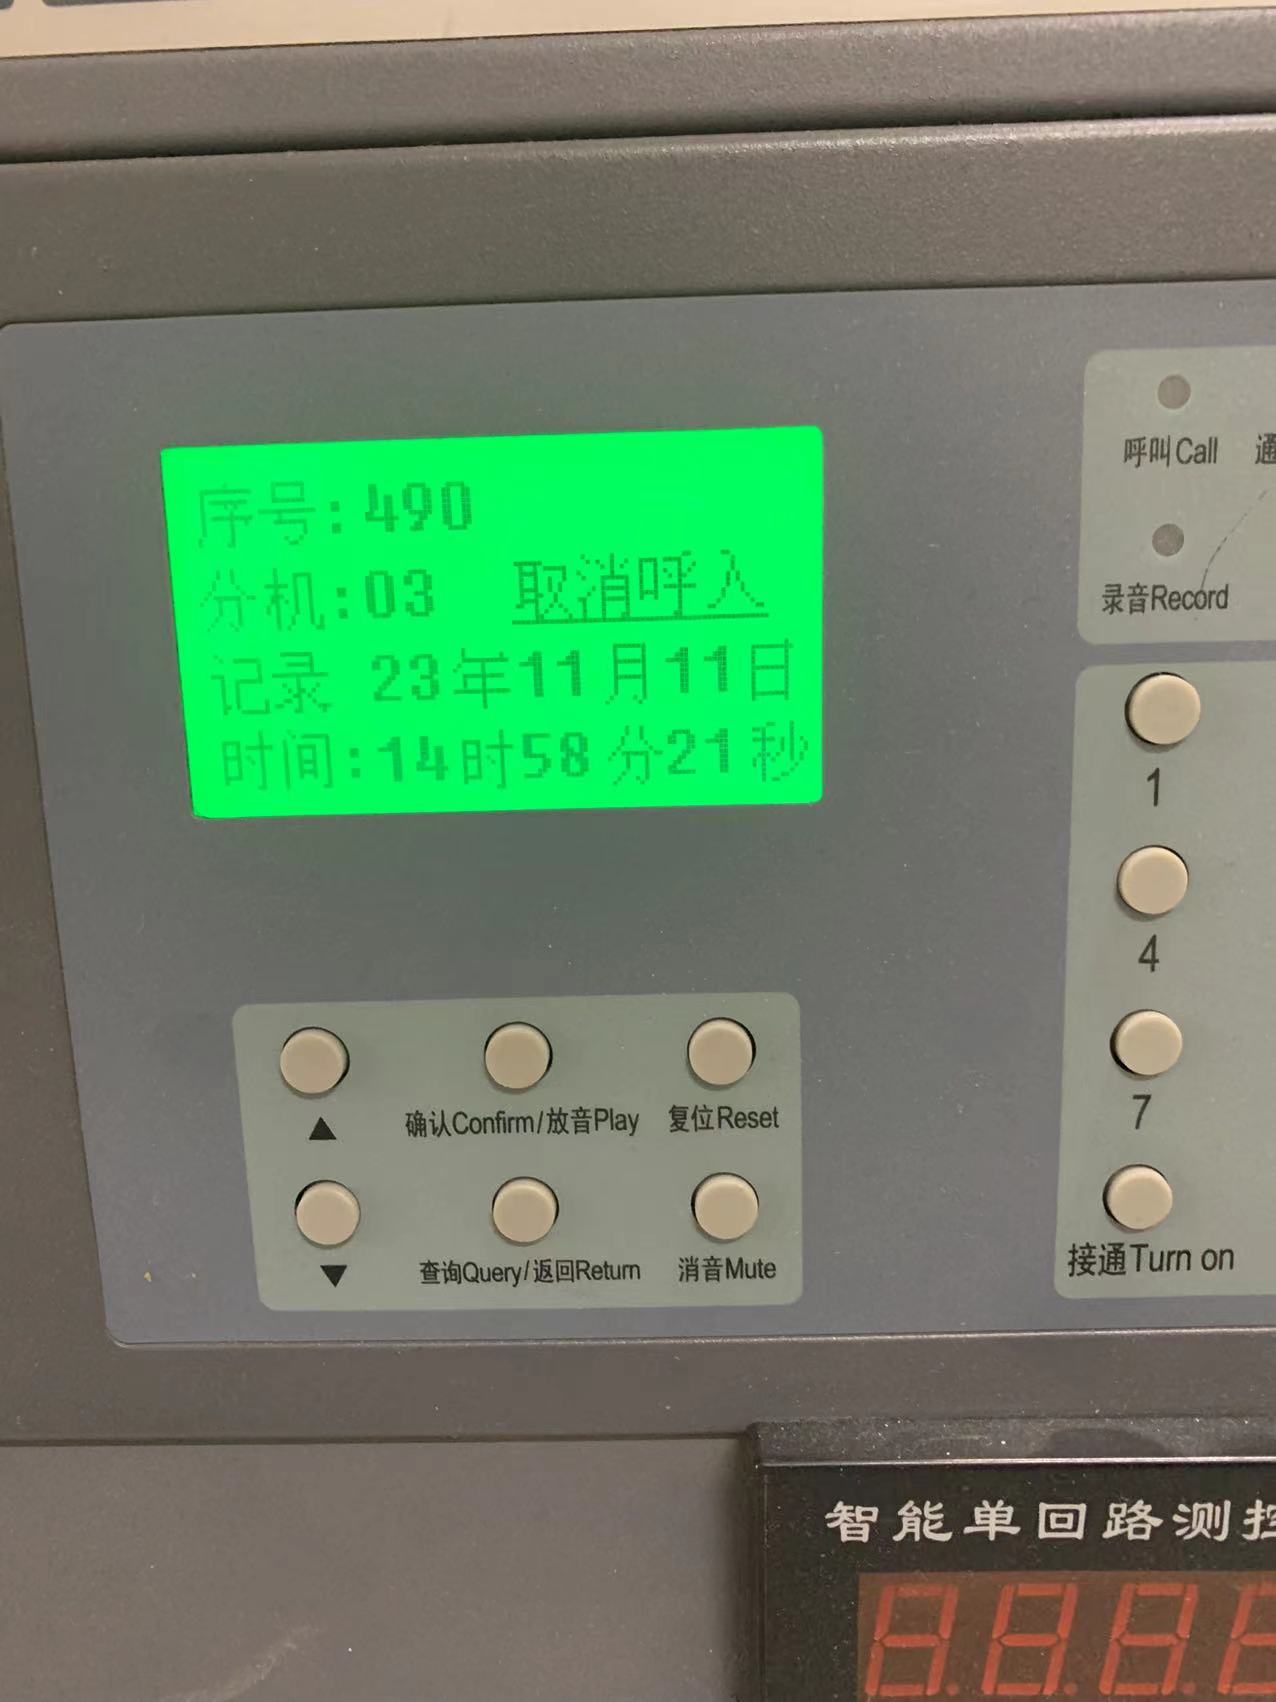 序号:490
分机:03 取消呼入
记录 23年11月11日
时间:14时58分21秒
呼叫Call 通
录音Record
1
4
7
接通Turn on
▲ 确认Confirm/放音Play 复位Reset
▼ 查询Query/返回Return 消音Mute
智能单回路测控